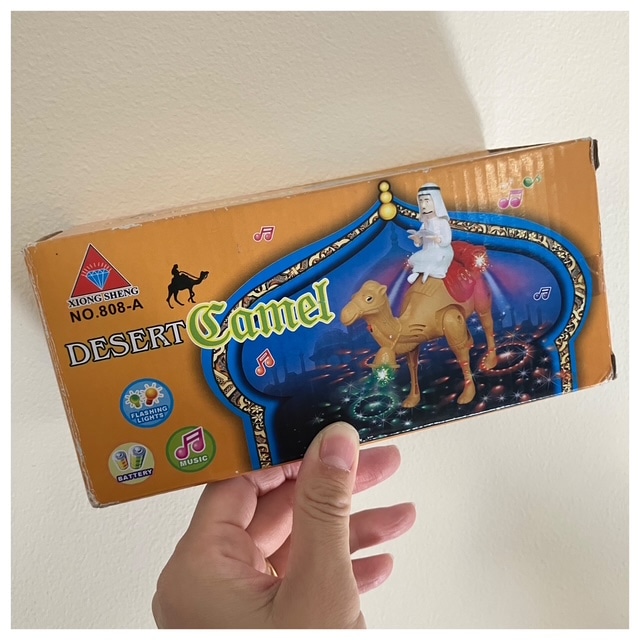 XIONG SHENG
NO.808-A
DESERT Camel
FLASHING
LIGHTS
BATTERY
MUSIC